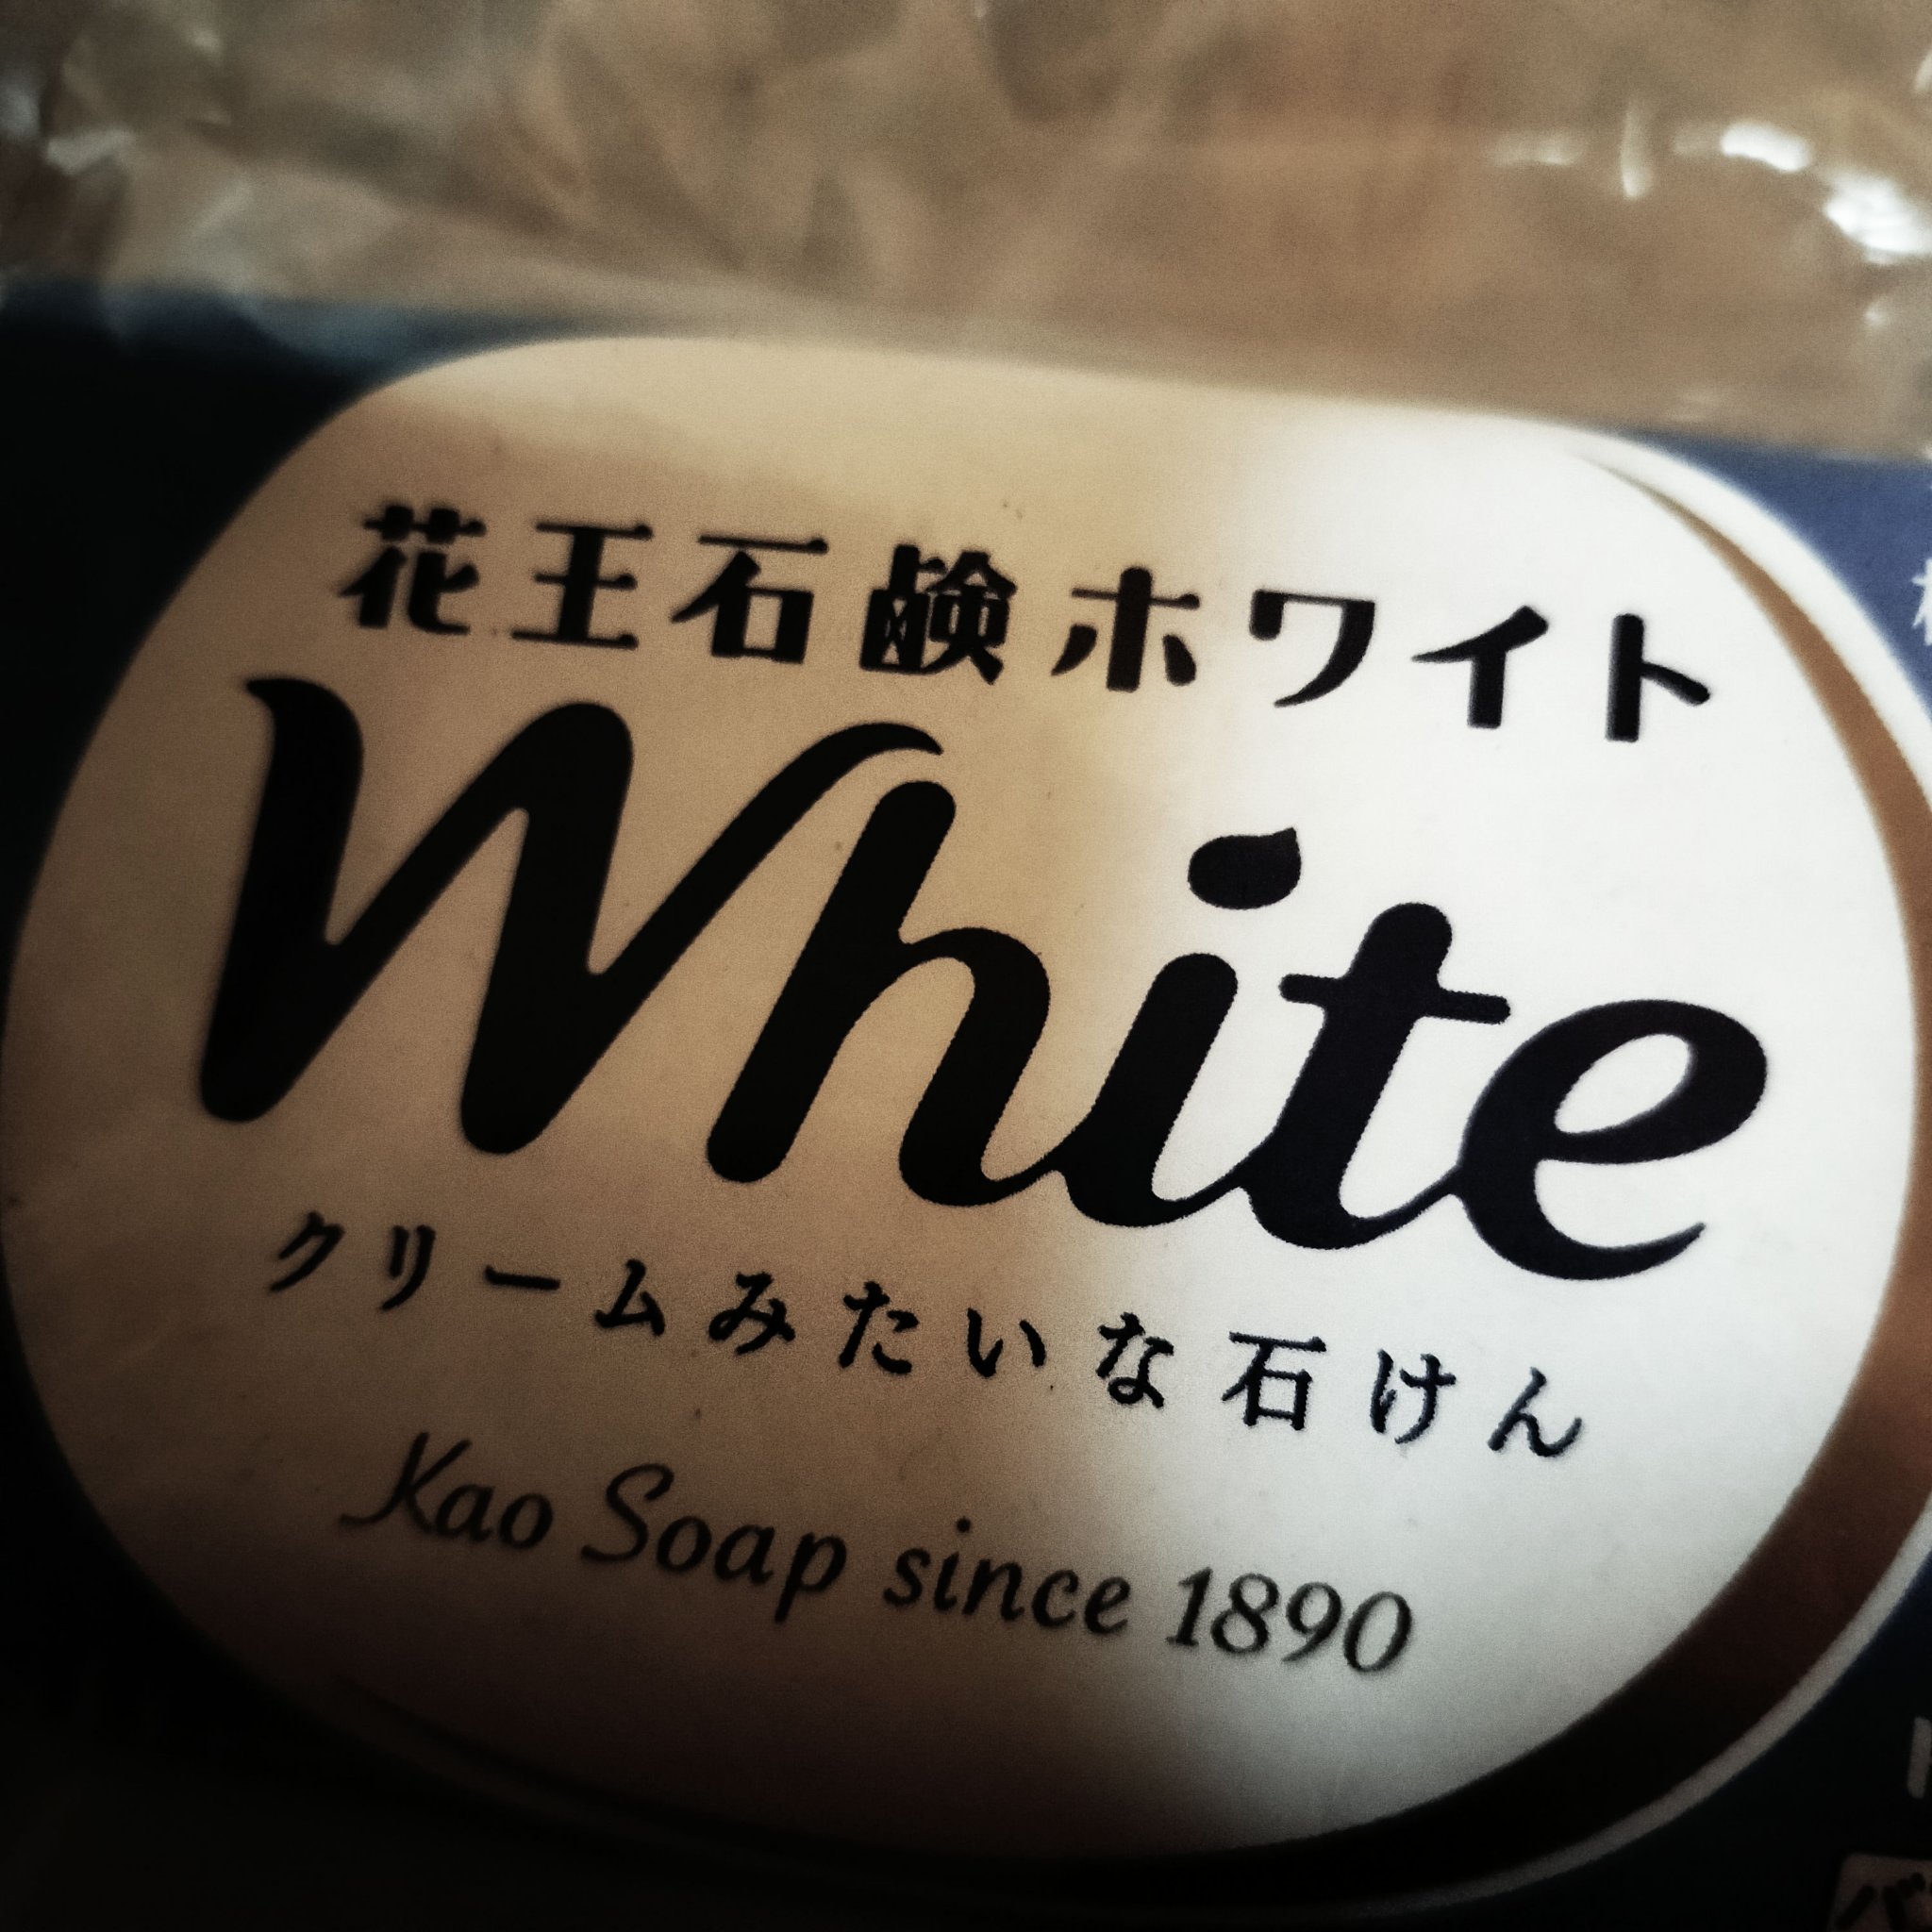 花王石鹸ホワイト
White
クリームみたいな石けん
Kao Soap since 1890